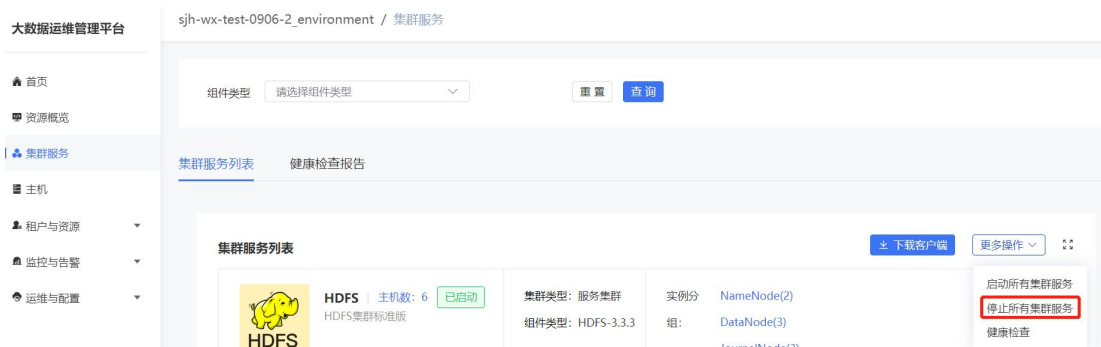 大数据运维管理平台
sjh-wx-test-0906-2_environment / 集群服务
首页
资源概览
集群服务
主机
租户与资源
监控与告警
运维与配置
组件类型 请选择组件类型 重置 查询
集群服务列表 健康检查报告
集群服务列表 下载客户端 更多操作
启动所有集群服务
停止所有集群服务
健康检查
HDFS
HDFS 主机数: 6 已启动
HDFS集群标准版
集群类型: 服务集群
组件类型: HDFS-3.3.3
实例分组:
NameNode(2)
DataNode(3)